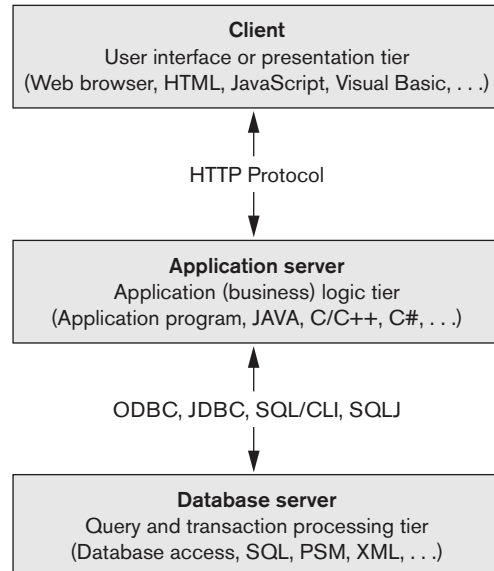 Client
User interface or presentation tier
(Web browser, HTML, JavaScript, Visual Basic, . . .)
HTTP Protocol
Application server
Application (business) logic tier
(Application program, JAVA, C/C++, C#, . . .)
ODBC, JDBC, SQL/CLI, SQLJ
Database server
Query and transaction processing tier
(Database access, SQL, PSM, XML, . . .)